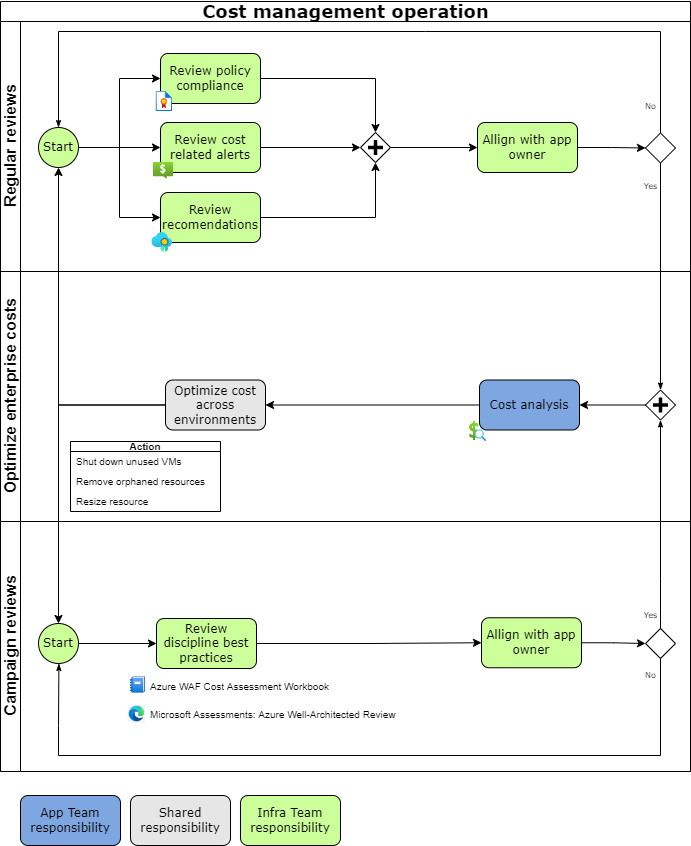 Cost management operation
Regular reviews
Review policy
compliance
Start
Review cost
related alerts
Review
recomendations
Allign with app
owner
No
Yes
Optimize enterprise costs
Optimize cost
across
environments
Cost analysis
Action
Shut down unused VMs
Remove orphaned resources
Resize resource
Campaign reviews
Start
Review
discipline best
practices
Allign with app
owner
Yes
No
Azure WAF Cost Assessment Workbook
Microsoft Assessments: Azure Well-Architected Review
App Team
responsibility
Shared
responsibility
Infra Team
responsibility